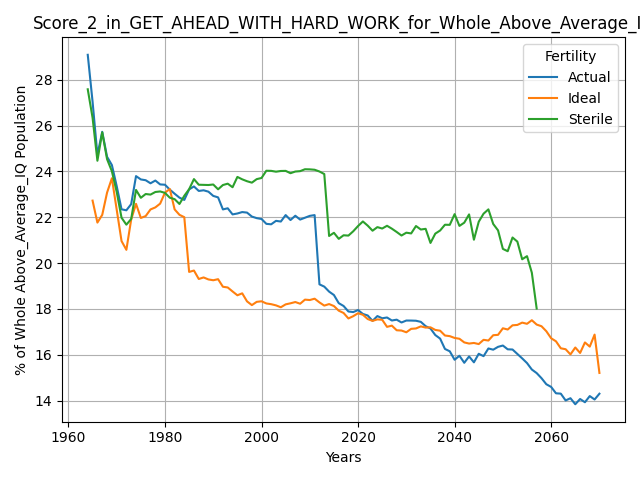 Score_2_in_GET_AHEAD_WITH_HARD_WORK_for_Whole_Above_Average_I
% of Whole Above_Average_IQ Population
28
26
24
22
20
18
16
14
Fertility
Actual
Ideal
Sterile
1960 1980 2000 2020 2040 2060
Years